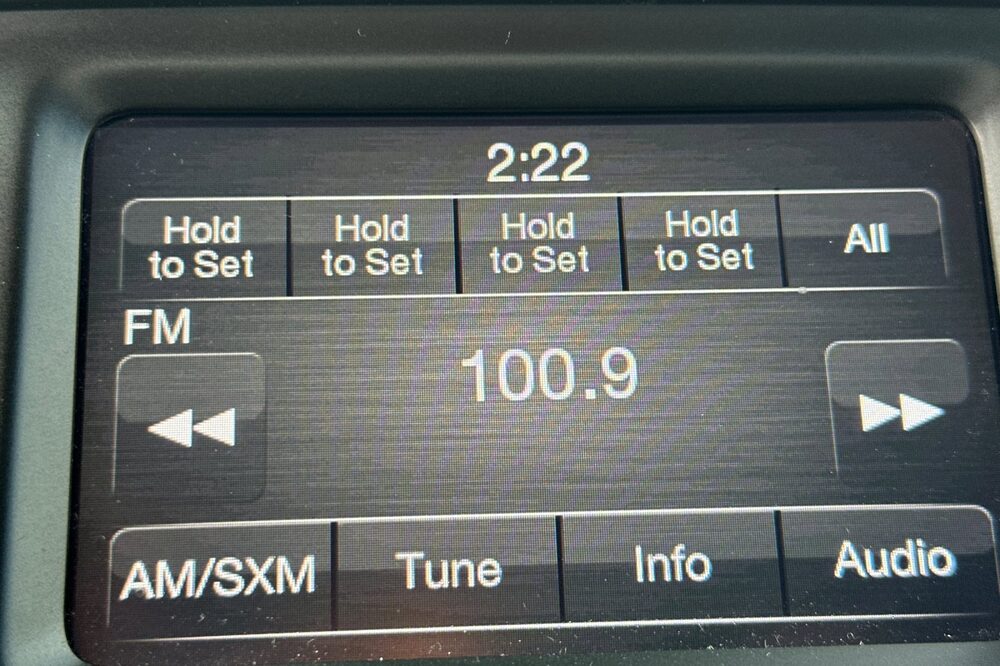 2:22
Hold to Set
Hold to Set
Hold to Set
Hold to Set
All
FM
100.9
AM/SXM
Tune
Info
Audio